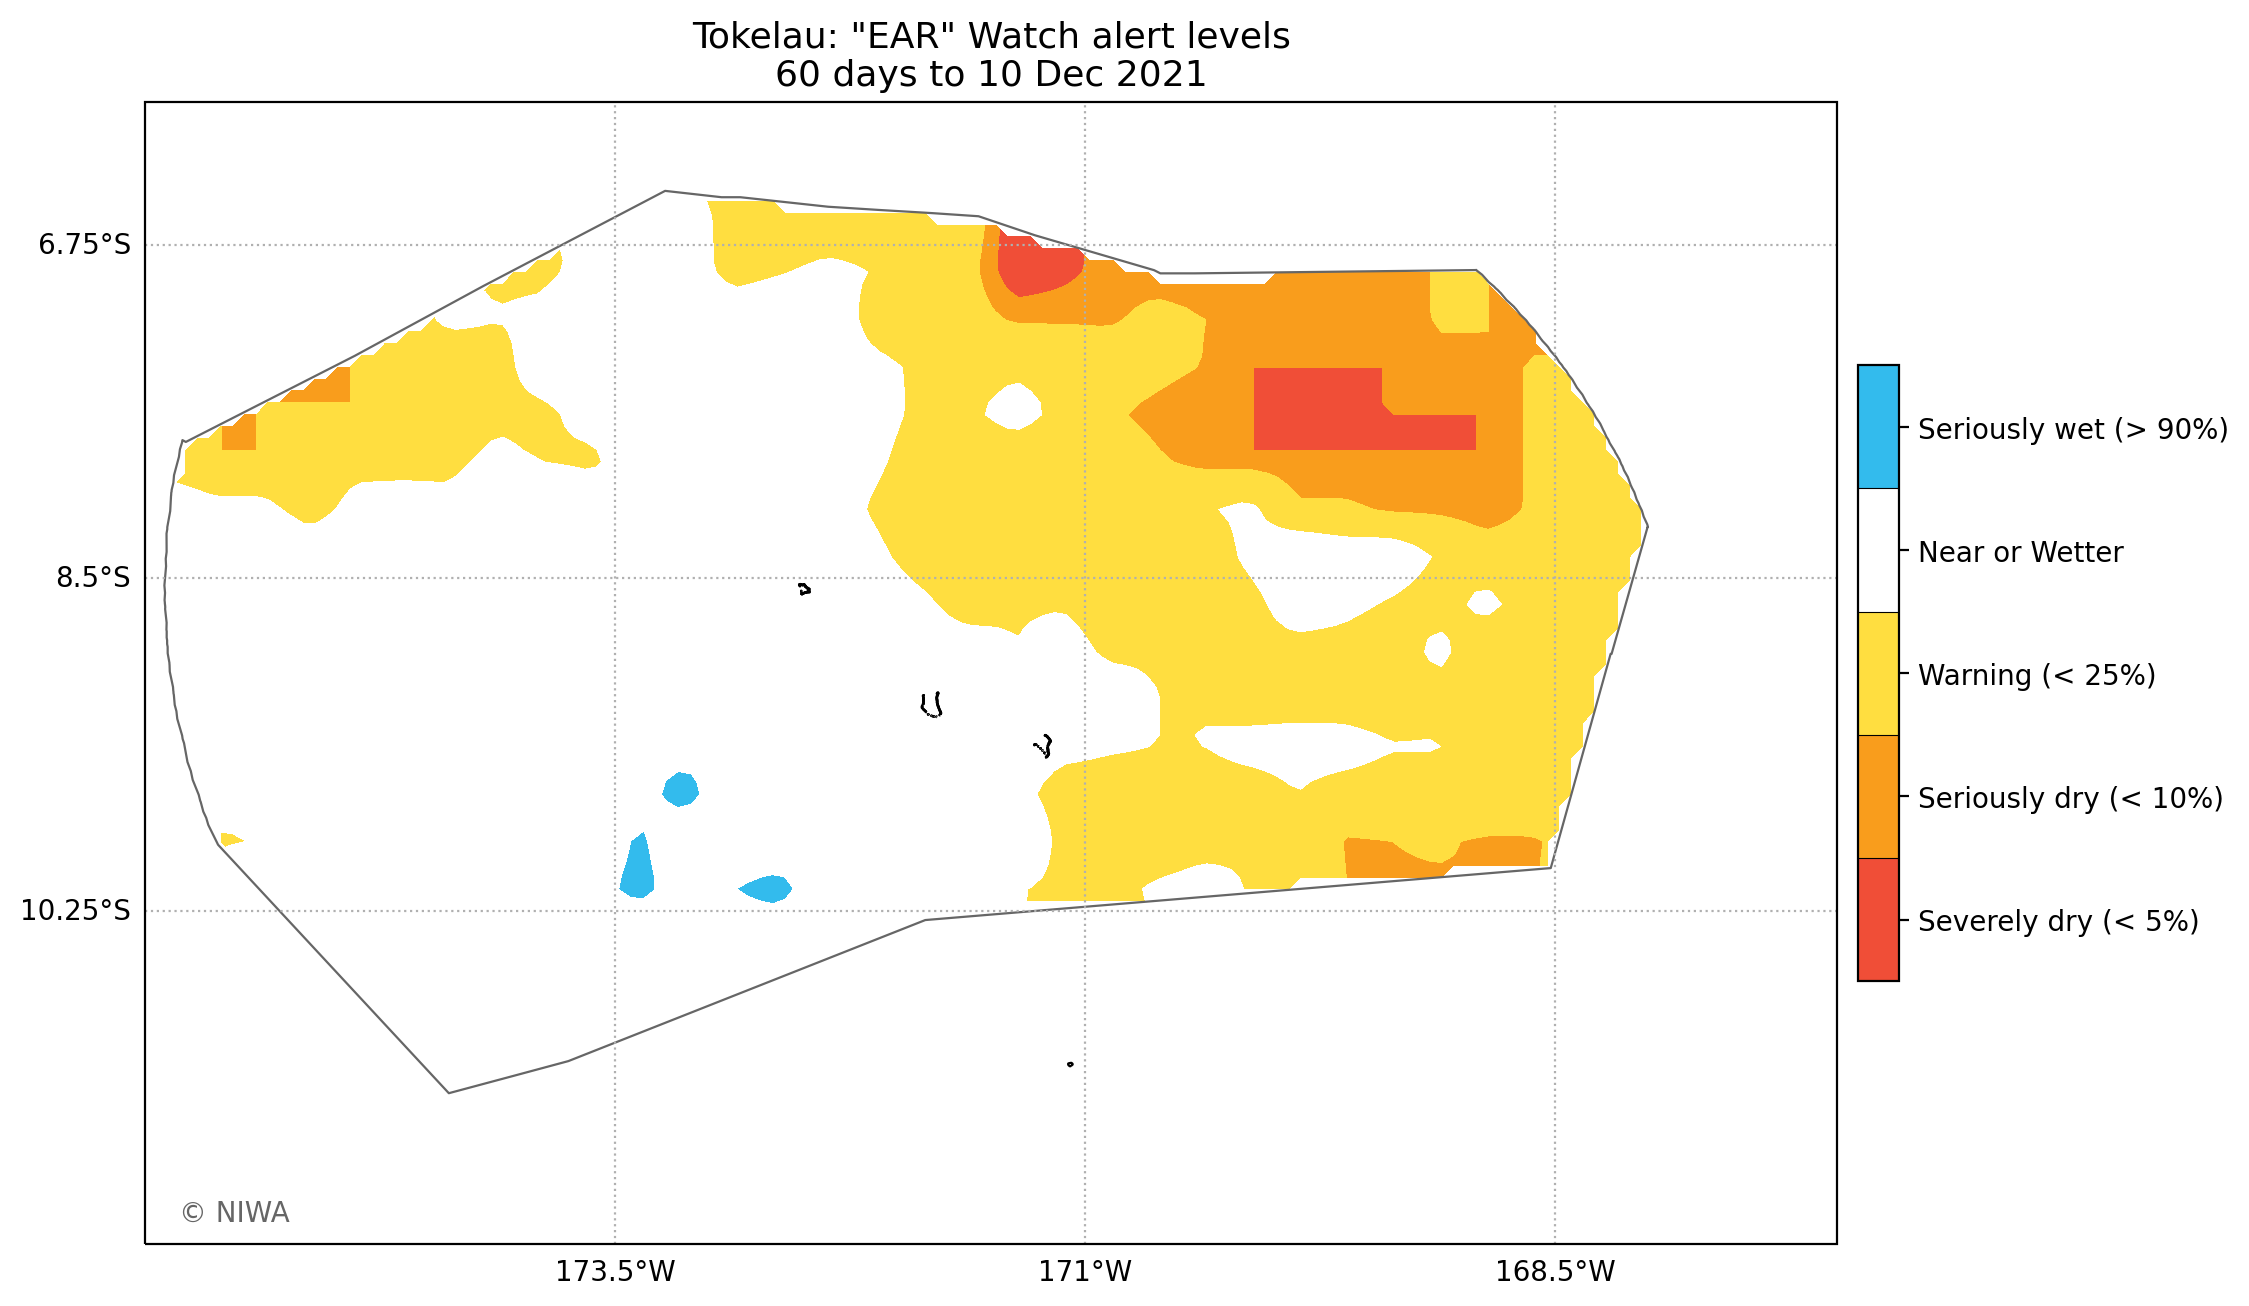 Tokelau: "EAR" Watch alert levels
60 days to 10 Dec 2021
6.75°S
8.5°S
10.25°S
173.5°W
171°W
168.5°W
Seriously wet (> 90%)
Near or Wetter
Warning (< 25%)
Seriously dry (< 10%)
Severely dry (< 5%)
© NIWA